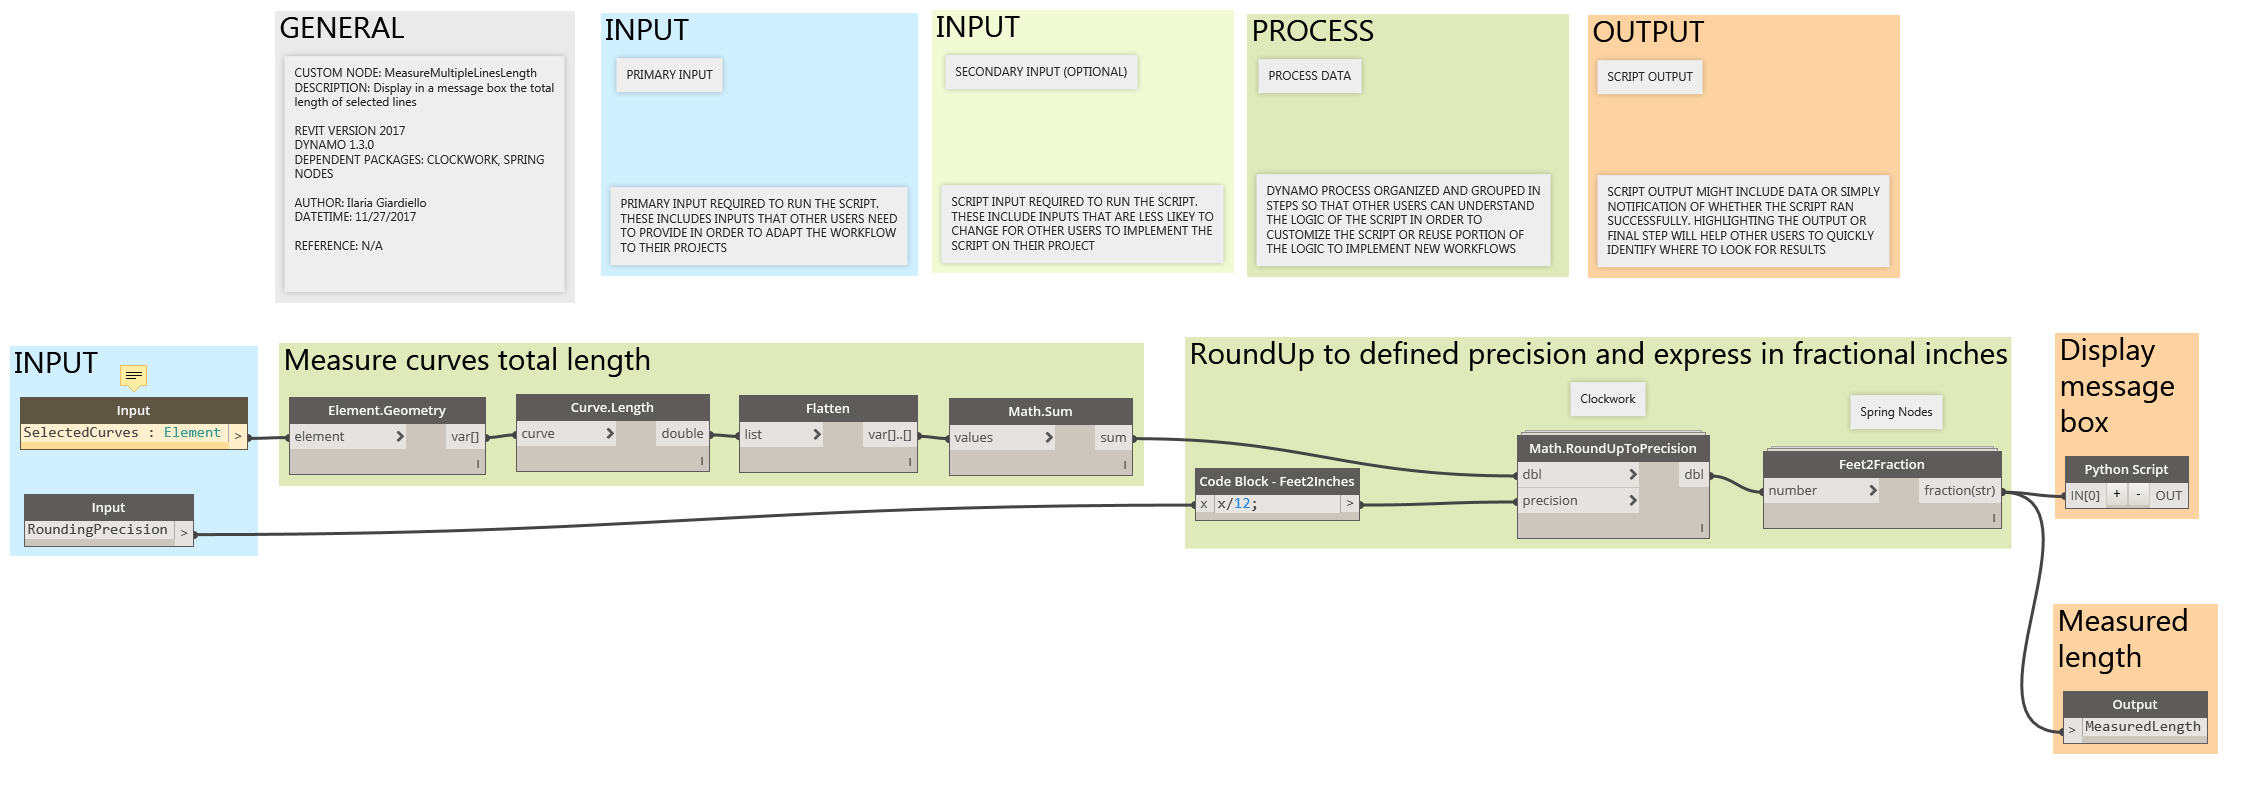 GENERAL
CUSTOM NODE: MeasureMultipleLinesLength
DESCRIPTION: Display in a message box the total
length of selected lines
REVIT VERSION 2017
DYNAMO 1.3.0
DEPENDENT PACKAGES: CLOCKWORK, SPRING
NODES
AUTHOR: Ilaria Giardiello
DATETIME: 11/27/2017
REFERENCE: N/A
INPUT
PRIMARY INPUT
PRIMARY INPUT REQUIRED TO RUN THE SCRIPT.
THESE INCLUDES INPUTS THAT OTHER USERS NEED
TO PROVIDE IN ORDER TO ADAPT THE WORKFLOW
TO THEIR PROJECTS
INPUT
SECONDARY INPUT (OPTIONAL)
SCRIPT INPUT REQUIRED TO RUN THE SCRIPT.
THESE INCLUDE INPUTS THAT ARE LESS LIKEY TO
CHANGE FOR OTHER USERS TO IMPLEMENT THE
SCRIPT ON THEIR PROJECT
PROCESS
PROCESS DATA
DYNAMO PROCESS ORGANIZED AND GROUPED IN
STEPS SO THAT OTHER USERS CAN UNDERSTAND
THE LOGIC OF THE SCRIPT IN ORDER TO
CUSTOMIZE THE SCRIPT OR REUSE PORTION OF
THE LOGIC TO IMPLEMENT NEW WORKFLOWS
OUTPUT
SCRIPT OUTPUT
SCRIPT OUTPUT MIGHT INCLUDE DATA OR SIMPLY
NOTIFICATION OF WHETHER THE SCRIPT RAN
SUCCESSFULLY. HIGHLIGHTING THE OUTPUT OR
FINAL STEP WILL HELP OTHER USERS TO QUICKLY
IDENTIFY WHERE TO LOOK FOR RESULTS
INPUT
Input
SelectedCurves : Element >
Input
RoundingPrecision >
Measure curves total length
Element.Geometry
element var[]
l
Curve.Length
curve double
l
Flatten
list var[]..[]
l
Math.Sum
values sum
l
RoundUp to defined precision and express in fractional inches
Code Block - Feet2Inches
x x/12; >
Clockwork
Math.RoundUpToPrecision
dbl dbl
precision
l
Spring Nodes
Feet2Fraction
number fraction(str)
l
Display
message
box
Python Script
IN[0] + - OUT
Measured
length
Output
> MeasuredLength